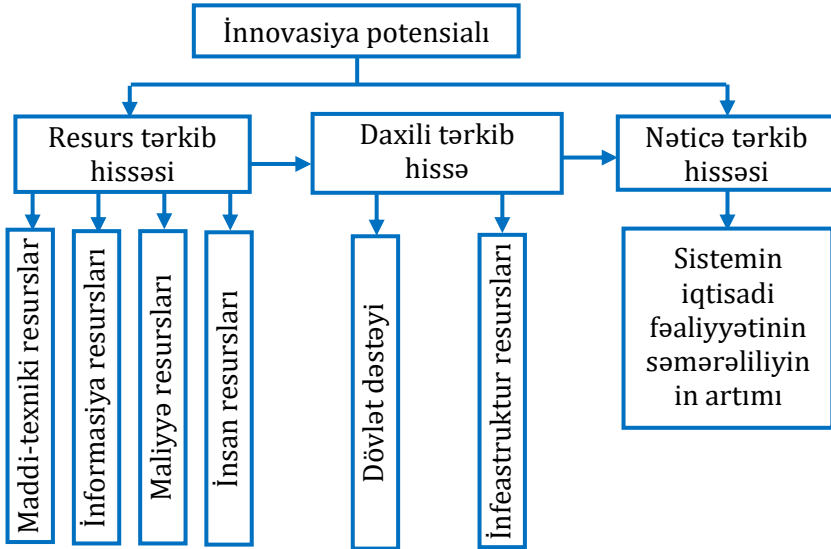 İnnovasiya potensialı
Resurs tərkib
hissəsi
Daxili tərkib
hissə
Nəticə tərkib
hissəsi
Maddi-texniki resurslar
İnformasiya resursları
Maliyyə resursları
İnsan resursları
Dövlət dəstəyi
İnfeastruktur resursları
Sistemin
iqtisadi
fəaliyyətinin
səmərəliliyin
in artımı